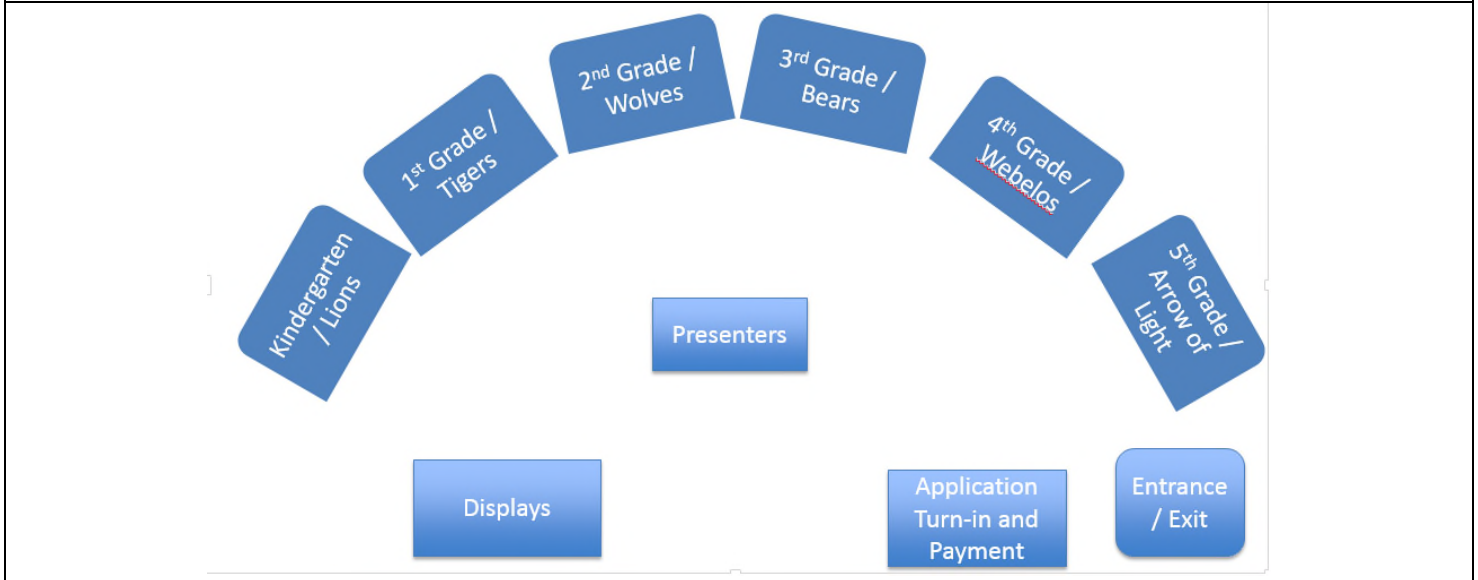 Kindergarten
/ Lions
1st Grade /
Tigers
2nd Grade /
Wolves
3rd Grade /
Bears
4th Grade /
Webelos
5th Grade /
Arrow of
Light
Presenters
Displays
Application
Turn-in and
Payment
Entrance
/ Exit